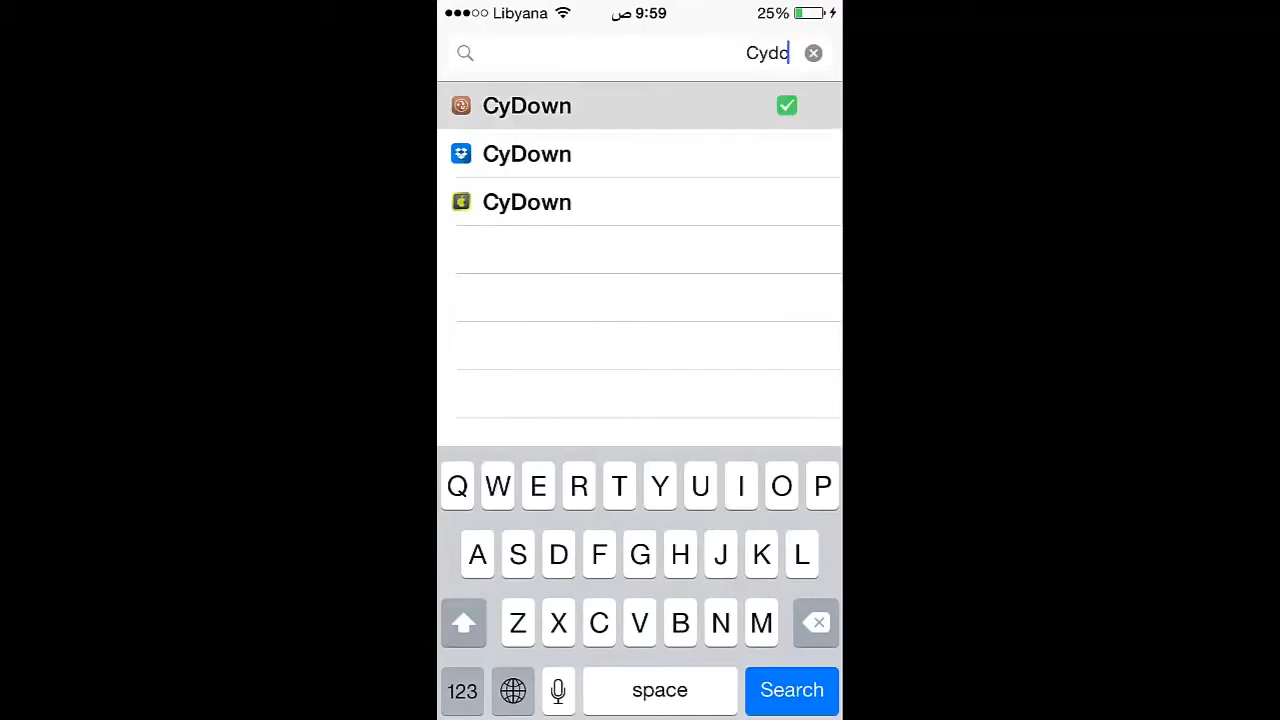 Libyana 9:59 ص 25%
Cydo
CyDown
CyDown
CyDown
Q W E R T Y U I O P
A S D F G H J K L
Z X C V B N M
123 space Search